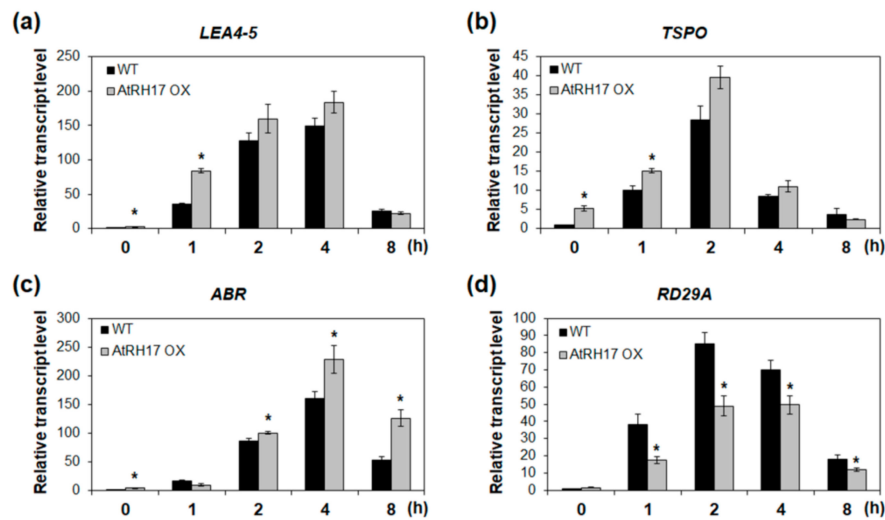 (a)
LEA4-5
Relative transcript level
250
200
150
100
50
0
WT
AtRH17 OX
*
*
0 1 2 4 8 (h)
(b)
TSPO
Relative transcript level
45
40
35
30
25
20
15
10
5
0
WT
AtRH17 OX
*
*
0 1 2 4 8 (h)
(c)
ABR
Relative transcript level
300
250
200
150
100
50
0
WT
AtRH17 OX
*
*
*
*
0 1 2 4 8 (h)
(d)
RD29A
Relative transcript level
100
90
80
70
60
50
40
30
20
10
0
WT
AtRH17 OX
*
*
*
*
0 1 2 4 8 (h)